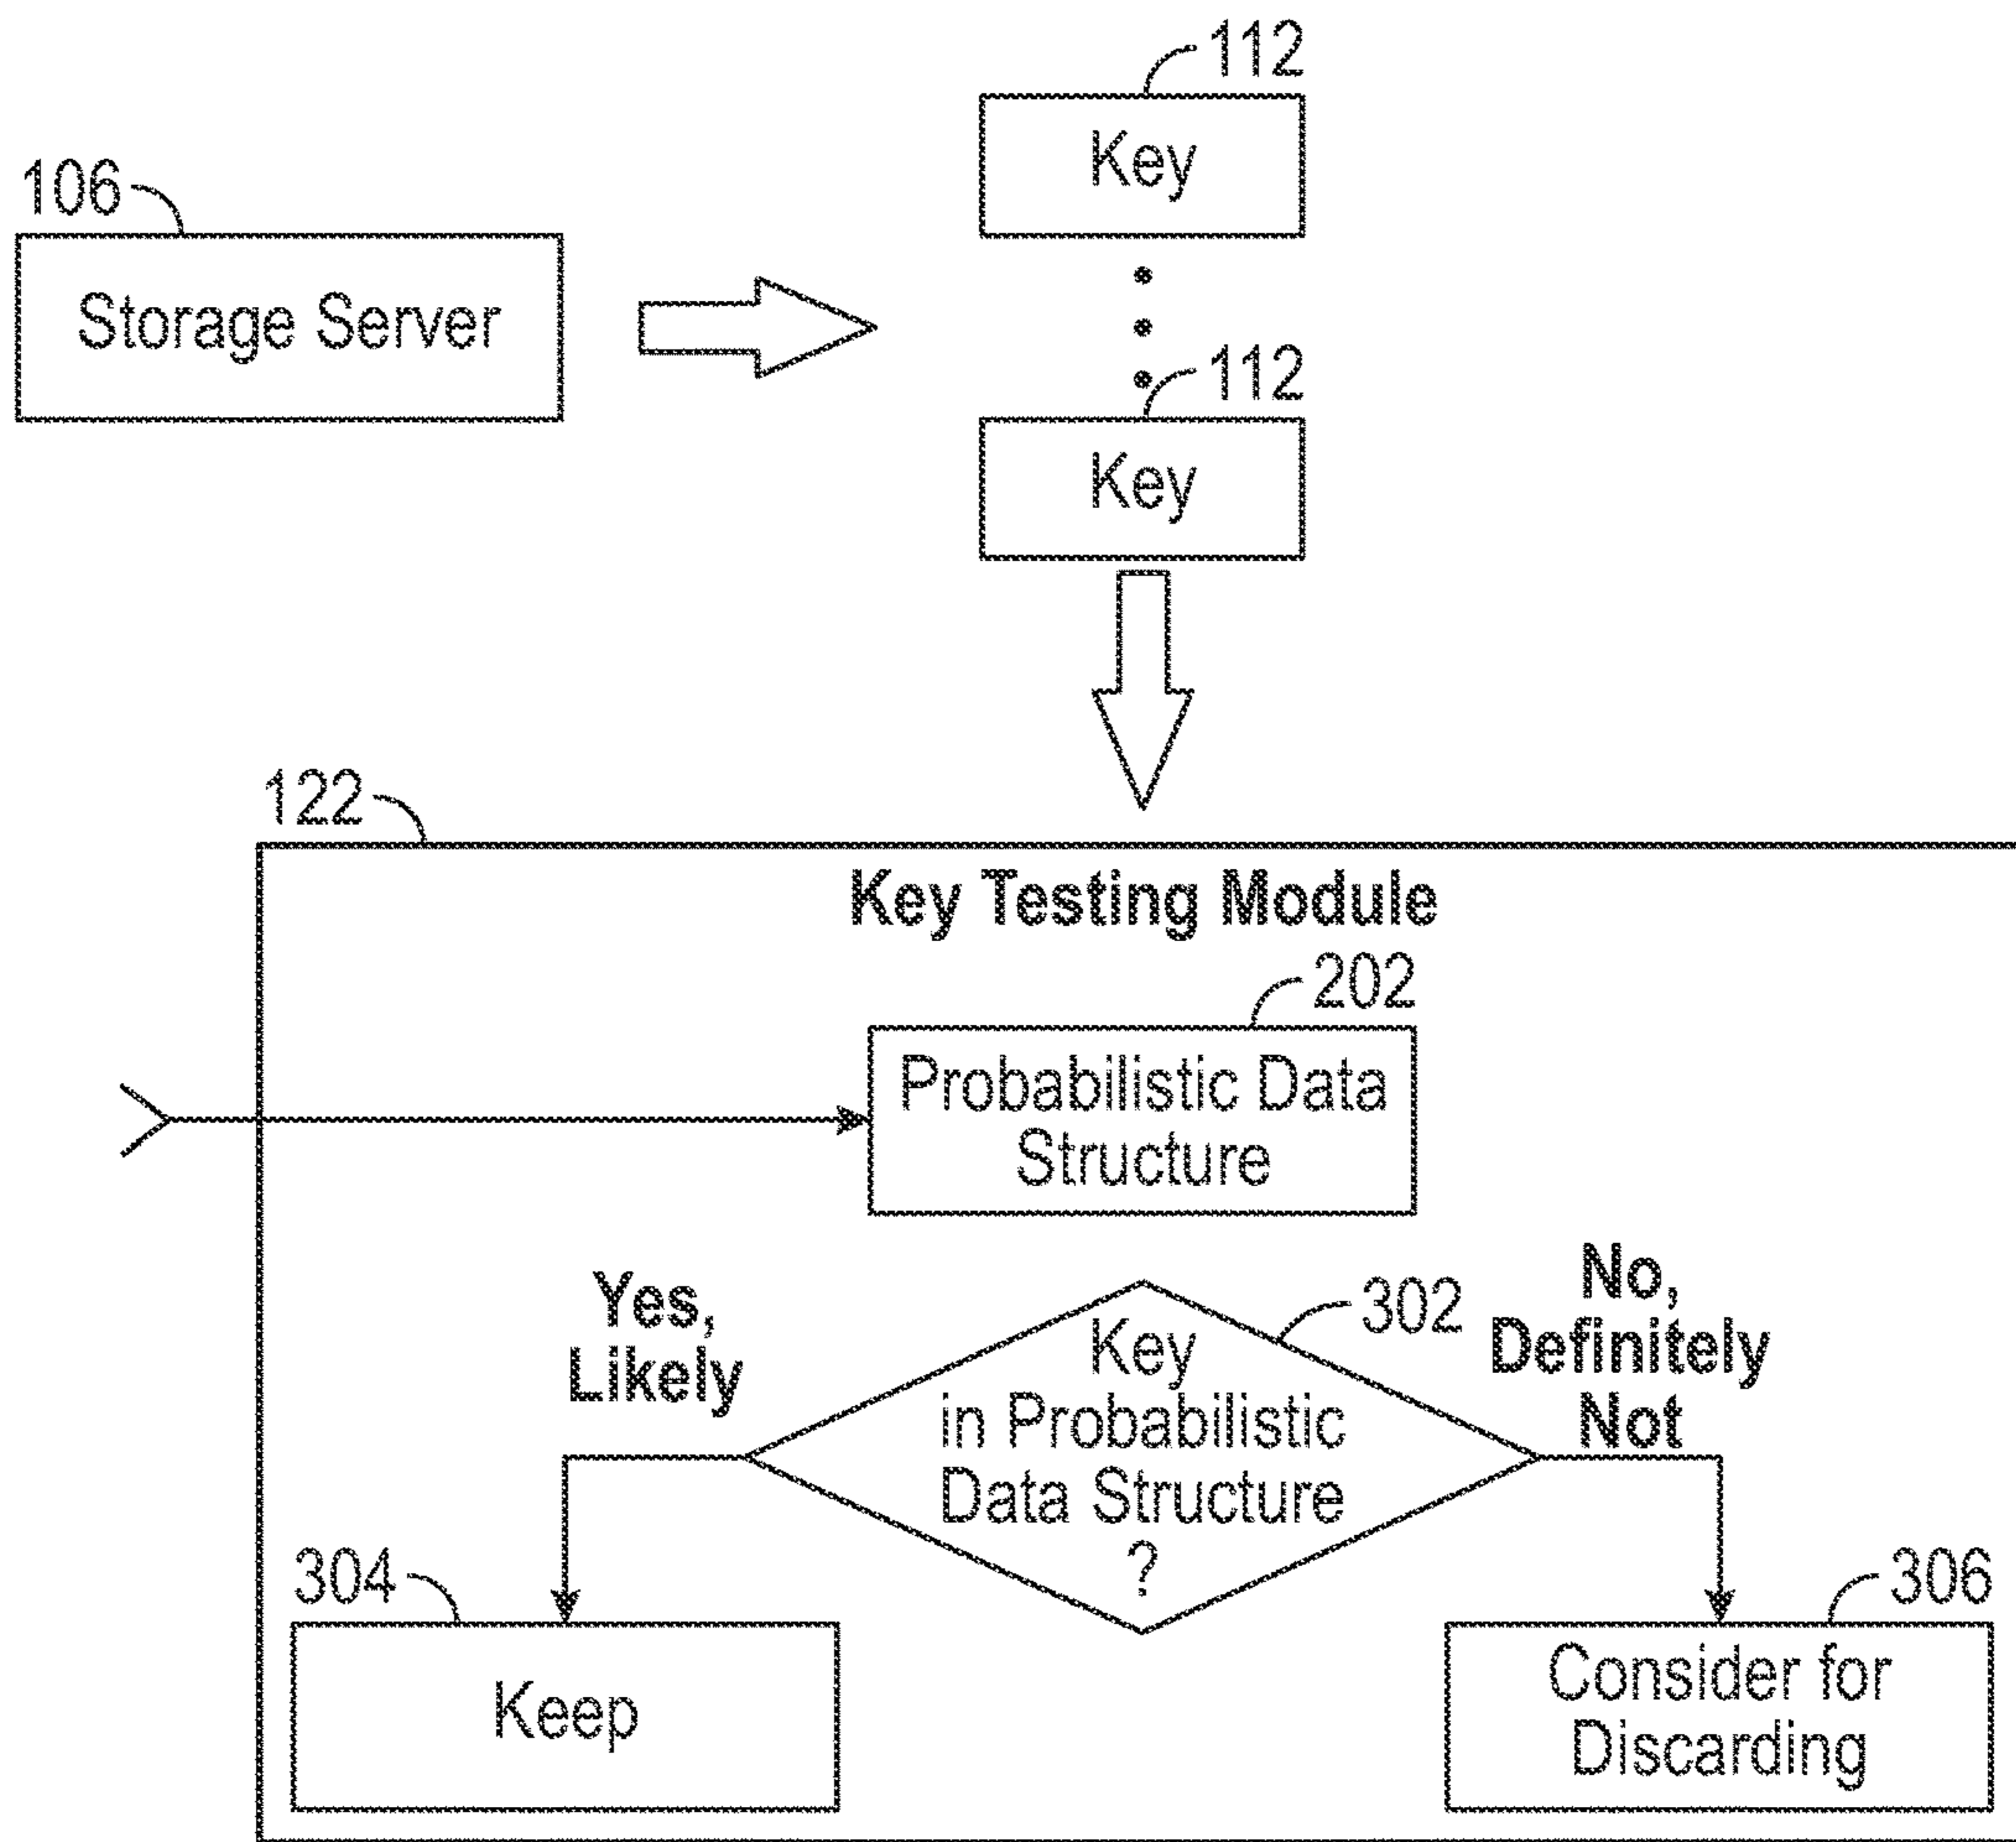 112
Key
106
Storage Server
112
Key
122
Key Testing Module
202
Probabilistic Data
Structure
Yes,
Likely
302
Key
in Probabilistic
Data Structure
?
No,
Definitely
Not
304
Keep
306
Consider for
Discarding